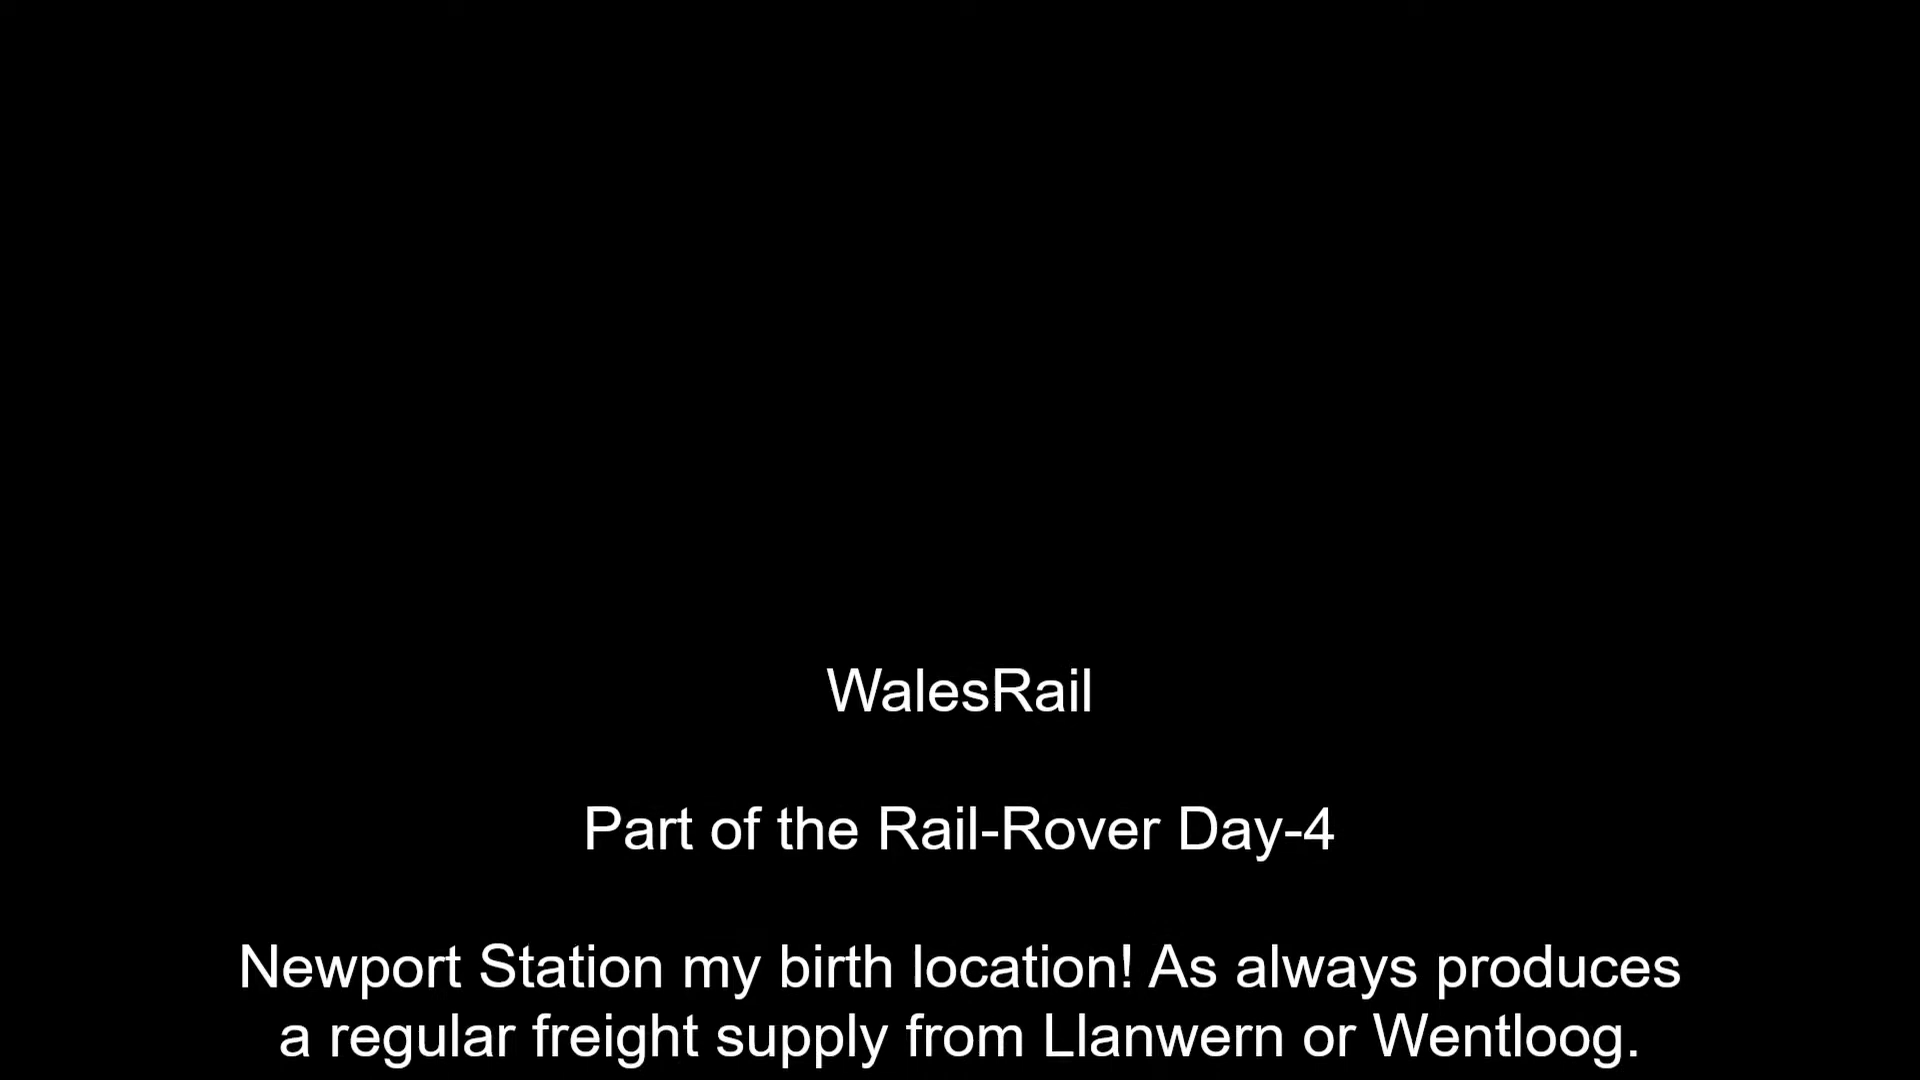 WalesRail
Part of the Rail-Rover Day-4
Newport Station my birth location! As always produces
a regular freight supply from Llanwern or Wentloog.